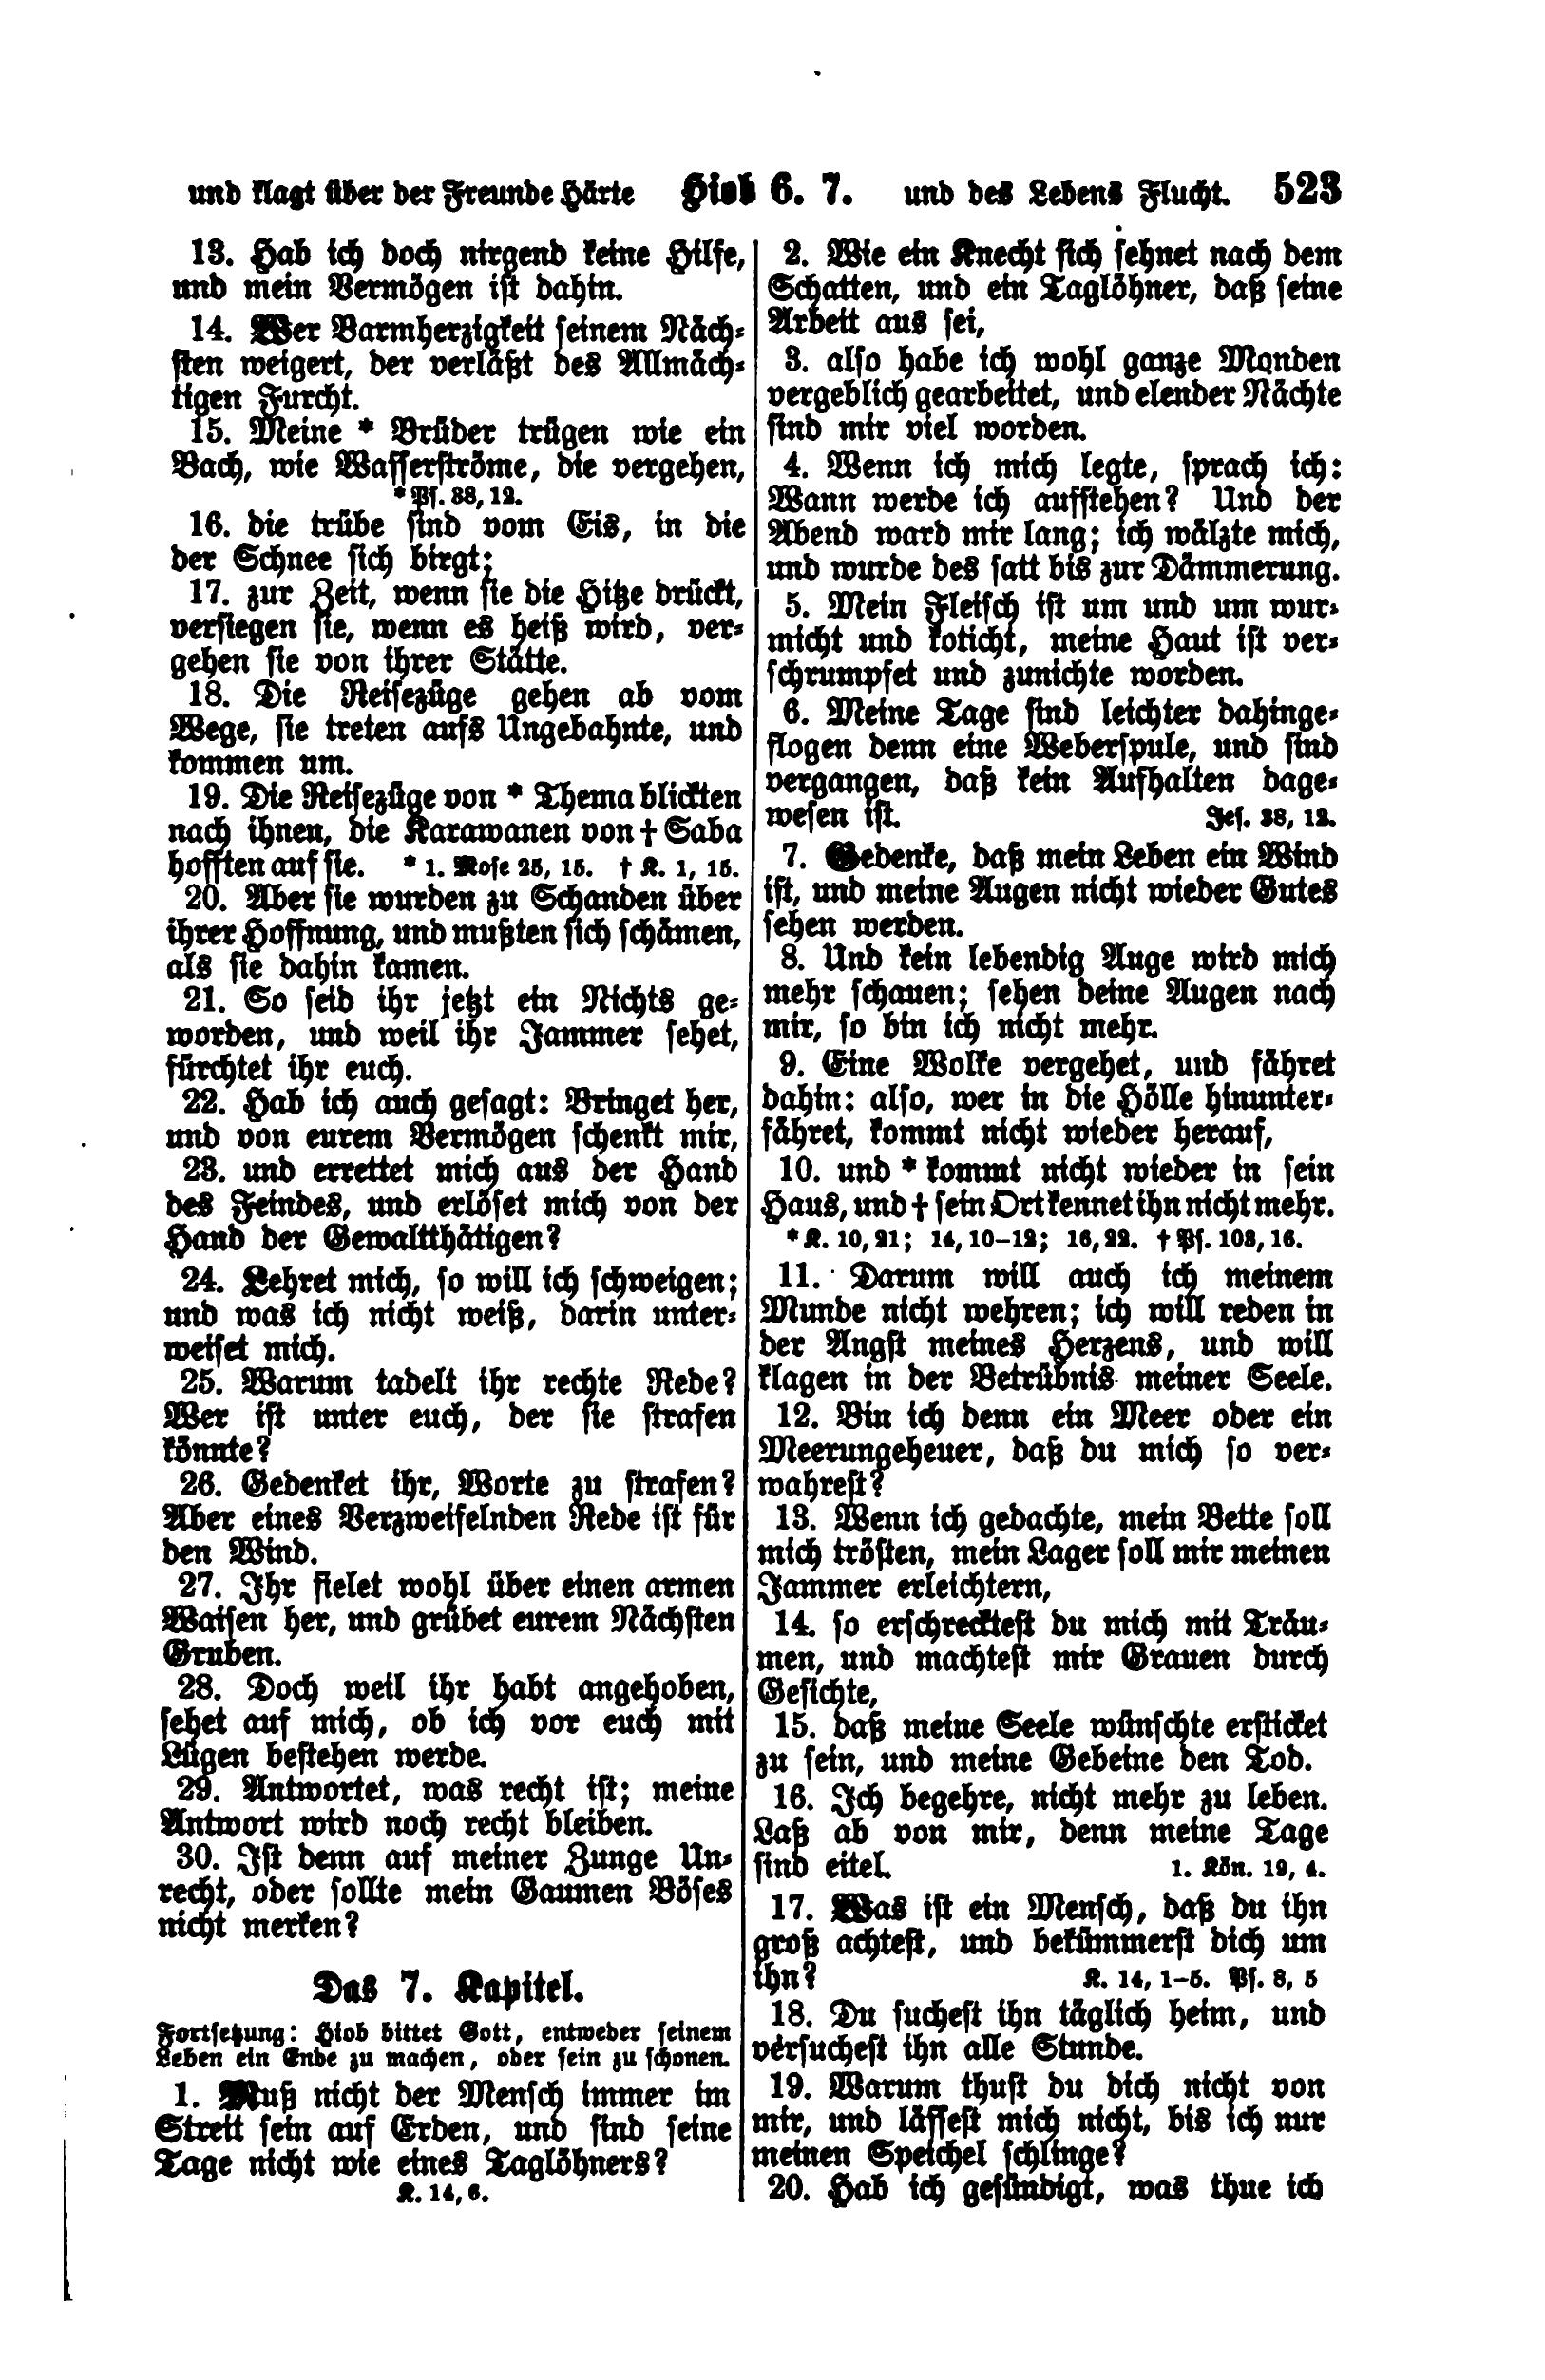 und klagt über der Freunde Härte Hiob 6. 7. und des Lebens Flucht. 523
13. Hab ich doch nirgend keine Hilfe,
und mein Vermögen ist dahin.
14. Wer Barmherzigkeit seinem Näch-
sten weigert, der verläßt des Allmäch-
tigen Furcht.
15. Meine * Brüder trügen wie ein
Bach, wie Wasserströme, die vergehen,
* Ps. 38, 12.
16. die trübe sind vom Eis, in die
der Schnee sich birgt;
17. zur Zeit, wenn sie die Hitze drückt,
versiegen sie, wenn es heiß wird, ver-
gehen sie von ihrer Stätte.
18. Die Reisezüge gehen ab vom
Wege, sie treten aufs Ungebahnte, und
kommen um.
19. Die Reisezüge von * Thema blickten
nach ihnen, die Karawanen von † Saba
hofften auf sie. * 1. Mose 25, 15. † K. 1, 15.
20. Aber sie wurden zu Schanden über
ihrer Hoffnung, und mußten sich schämen,
als sie dahin kamen.
21. So seid ihr jetzt ein Nichts ge-
worden, und weil ihr Jammer sehet,
fürchtet ihr euch.
22. Hab ich auch gesagt: Bringet her,
und von eurem Vermögen schenkt mir,
23. und errettet mich aus der Hand
des Feindes, und erlöset mich von der
Hand der Gewaltthätigen?
24. Lehret mich, so will ich schweigen;
und was ich nicht weiß, darin unter-
weiset mich.
25. Warum tadelt ihr rechte Rede?
Wer ist unter euch, der sie strafen
könnte?
26. Gedenket ihr, Worte zu strafen?
Aber eines Verzweifelnden Rede ist für
den Wind.
27. Ihr fielet wohl über einen armen
Waisen her, und grübet eurem Nächsten
Gruben.
28. Doch weil ihr habt angehoben,
sehet auf mich, ob ich vor euch mit
Lügen bestehen werde.
29. Antwortet, was recht ist; meine
Antwort wird noch recht bleiben.
30. Ist denn auf meiner Zunge Un-
recht, oder sollte mein Gaumen Böses
nicht merken?
Das 7. Kapitel.
Fortsetzung: Hiob bittet Gott, entweder seinem
Leben ein Ende zu machen, oder sein zu schonen.
1. Muß nicht der Mensch immer im
Streit sein auf Erden, und sind seine
Tage nicht wie eines Taglöhners?
K. 14, 6.
2. Wie ein Knecht sich sehnet nach dem
Schatten, und ein Taglöhner, daß seine
Arbeit aus sei,
3. also habe ich wohl ganze Monden
vergeblich gearbeitet, und elender Nächte
sind mir viel worden.
4. Wenn ich mich legte, sprach ich:
Wann werde ich aufstehen? Und der
Abend ward mir lang; ich wälzte mich,
und wurde des satt bis zur Dämmerung.
5. Mein Fleisch ist um und um wur-
micht und koticht, meine Haut ist ver-
schrumpfet und zunichte worden.
6. Meine Tage sind leichter dahinge-
flogen denn eine Weberspule, und sind
vergangen, daß kein Aufhalten dage-
wesen ist. Jes. 38, 12.
7. Gedenke, daß mein Leben ein Wind
ist, und meine Augen nicht wieder Gutes
sehen werden.
8. Und kein lebendig Auge wird mich
mehr schauen; sehen deine Augen nach
mir, so bin ich nicht mehr.
9. Eine Wolke vergehet, und fähret
dahin: also, wer in die Hölle hinunter-
fähret, kommt nicht wieder herauf,
10. und * kommt nicht wieder in sein
Haus, und † sein Ort kennet ihn nicht mehr.
* K. 10, 21; 14, 10-12; 16, 22. † Ps. 103, 16.
11. Darum will auch ich meinem
Munde nicht wehren; ich will reden in
der Angst meines Herzens, und will
klagen in der Betrübnis meiner Seele.
12. Bin ich denn ein Meer oder ein
Meerungeheuer, daß du mich so ver-
wahrest?
13. Wenn ich gedachte, mein Bette soll
mich trösten, mein Lager soll mir meinen
Jammer erleichtern,
14. so erschrecktest du mich mit Träu-
men, und machtest mir Grauen durch
Gesichte,
15. daß meine Seele wünschte ersticket
zu sein, und meine Gebeine den Tod.
16. Ich begehre, nicht mehr zu leben.
Laß ab von mir, denn meine Tage
sind eitel. 1. Kön. 19, 4.
17. Was ist ein Mensch, daß du ihn
groß achtest, und bekümmerst dich um
ihn? K. 14, 1-5. Ps. 8, 5
18. Du suchest ihn täglich heim, und
versuchest ihn alle Stunde.
19. Warum thust du dich nicht von
mir, und lässest mich nicht, bis ich nur
meinen Speichel schlinge?
20. Hab ich gesündigt, was thue ich